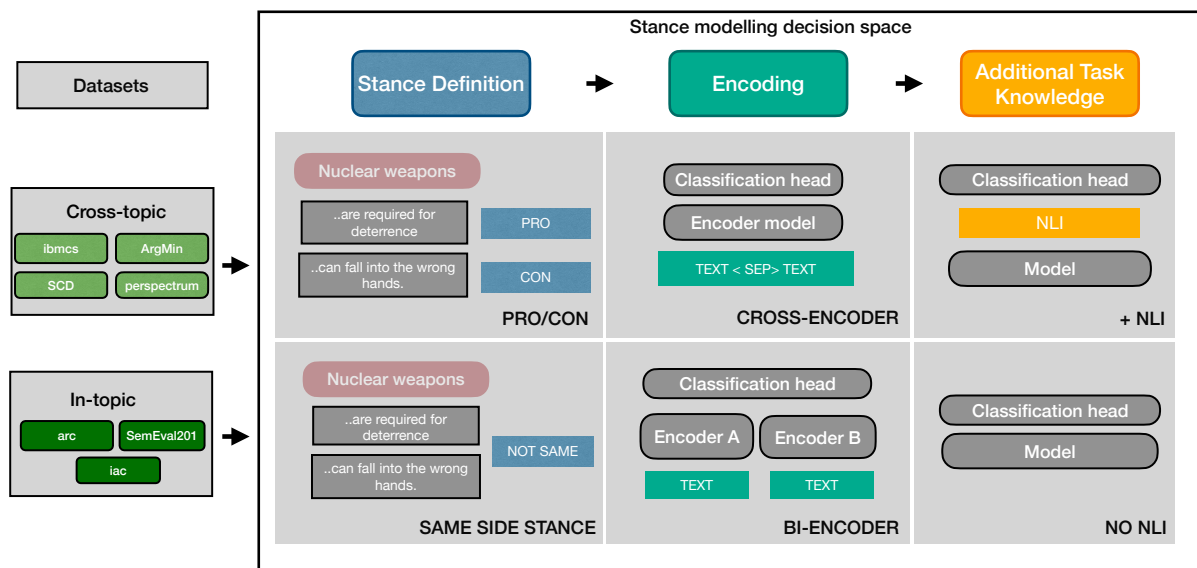 Stance modelling decision space
Datasets
Stance Definition
Encoding
Additional Task
Knowledge
Cross-topic
ibmcs
ArgMin
SCD
perspectrum
Nuclear weapons
..are required for
deterrence
PRO
..can fall into the wrong
hands.
CON
PRO/CON
Classification head
Encoder model
TEXT < SEP> TEXT
CROSS-ENCODER
Classification head
NLI
Model
+ NLI
In-topic
arc
SemEval201
iac
Nuclear weapons
..are required for
deterrence
..can fall into the wrong
hands.
NOT SAME
SAME SIDE STANCE
Classification head
Encoder A
Encoder B
TEXT
TEXT
BI-ENCODER
Classification head
Model
NO NLI